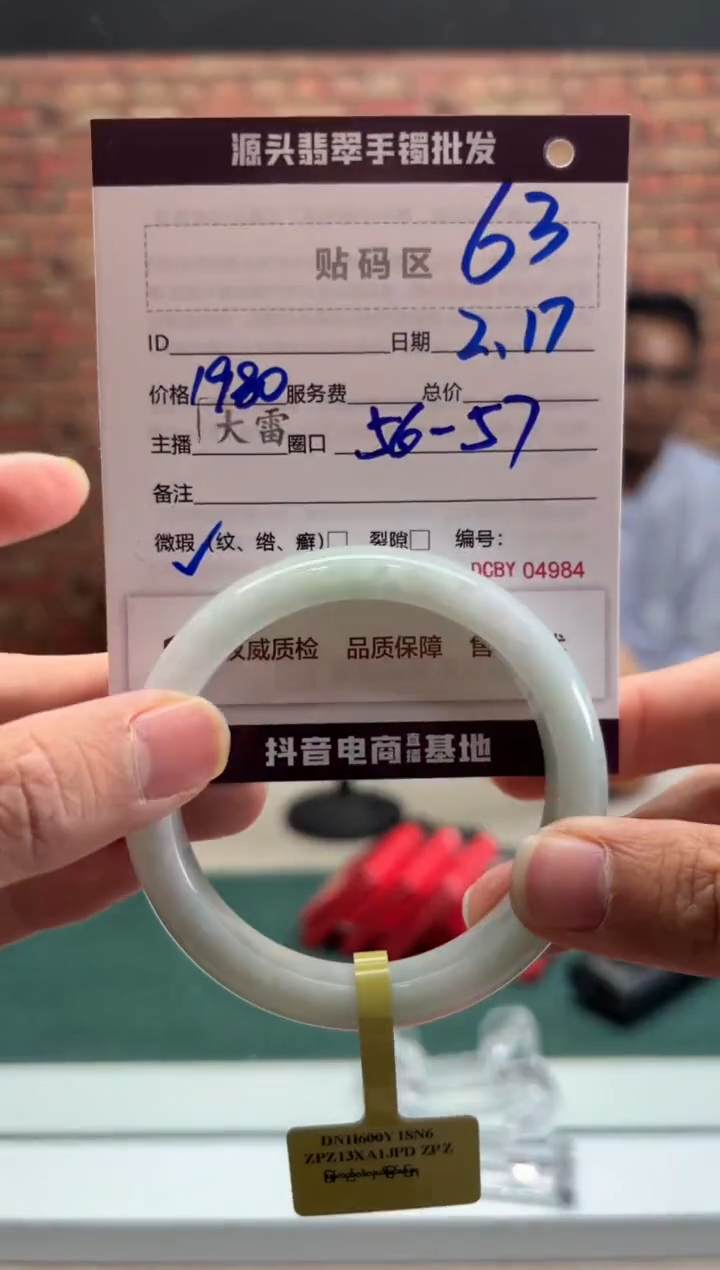 源头翡翠手镯批发
63
贴码区
ID 日期 2.17
价格 1980 服务费 总价
主播 大雷 圈口 56-57
备注
微瑕✓(纹、绺、癣)□ 裂隙□ 编号:
DCBY 04984
威质检 品质保障 售
抖音电商直播基地
DNH600Y18N6
ZPZ13XA1JPD ZPZ